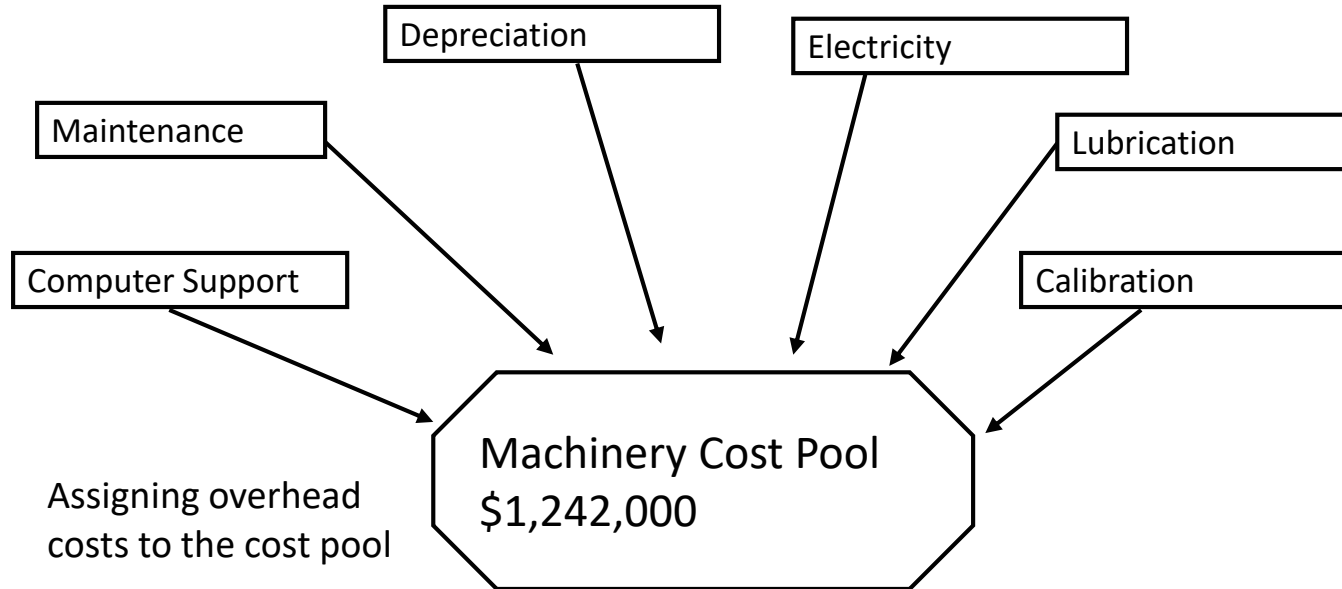 Depreciation
Electricity
Maintenance
Lubrication
Computer Support
Calibration
Machinery Cost Pool
$1,242,000
Assigning overhead
costs to the cost pool